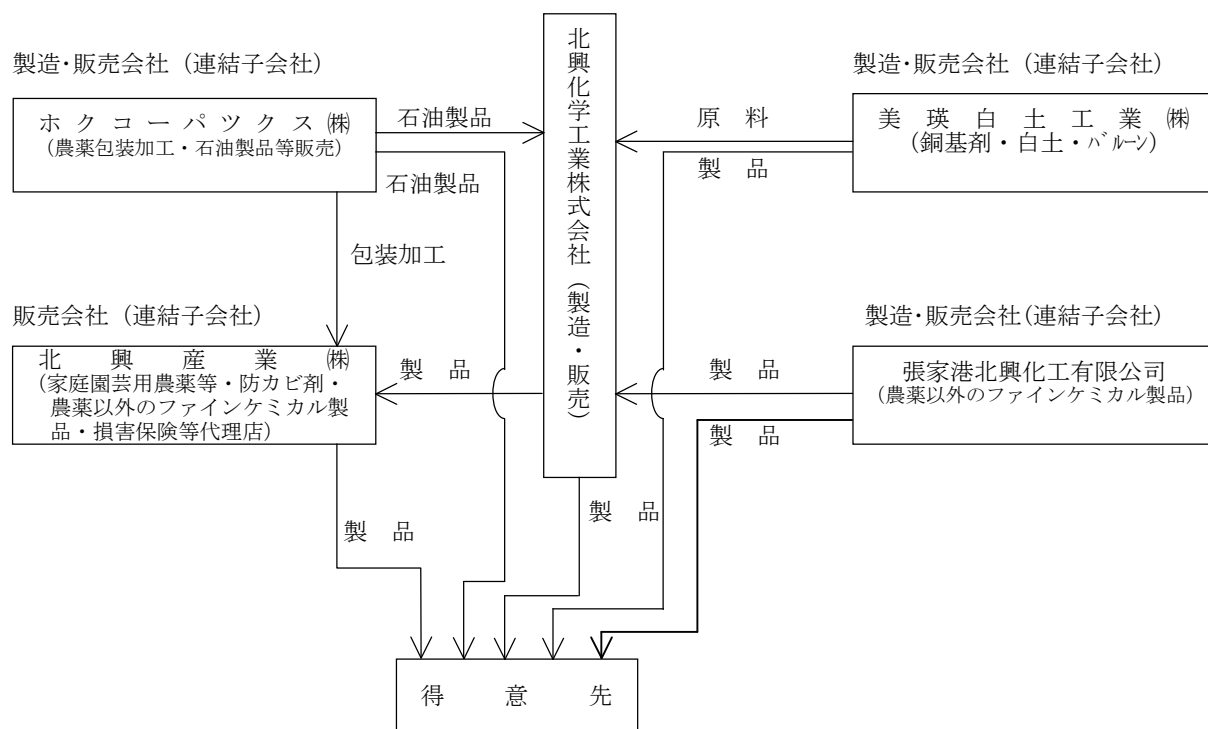 製造・販売会社（連結子会社）
ホクコーパツクス㈱
（農薬包装加工・石油製品等販売）
石油製品
石油製品
包装加工
販売会社（連結子会社）
北興産業㈱
（家庭園芸用農薬等・防カビ剤・
農薬以外のファインケミカル製
品・損害保険等代理店）
製品
製品
北興化学工業株式会社（製造・販売）
製品
製造・販売会社（連結子会社）
美瑛白土工業㈱
（銅基剤・白土・バルーン）
原料
製品
製造・販売会社（連結子会社）
張家港北興化工有限公司
（農薬以外のファインケミカル製品）
製品
製品
得意先